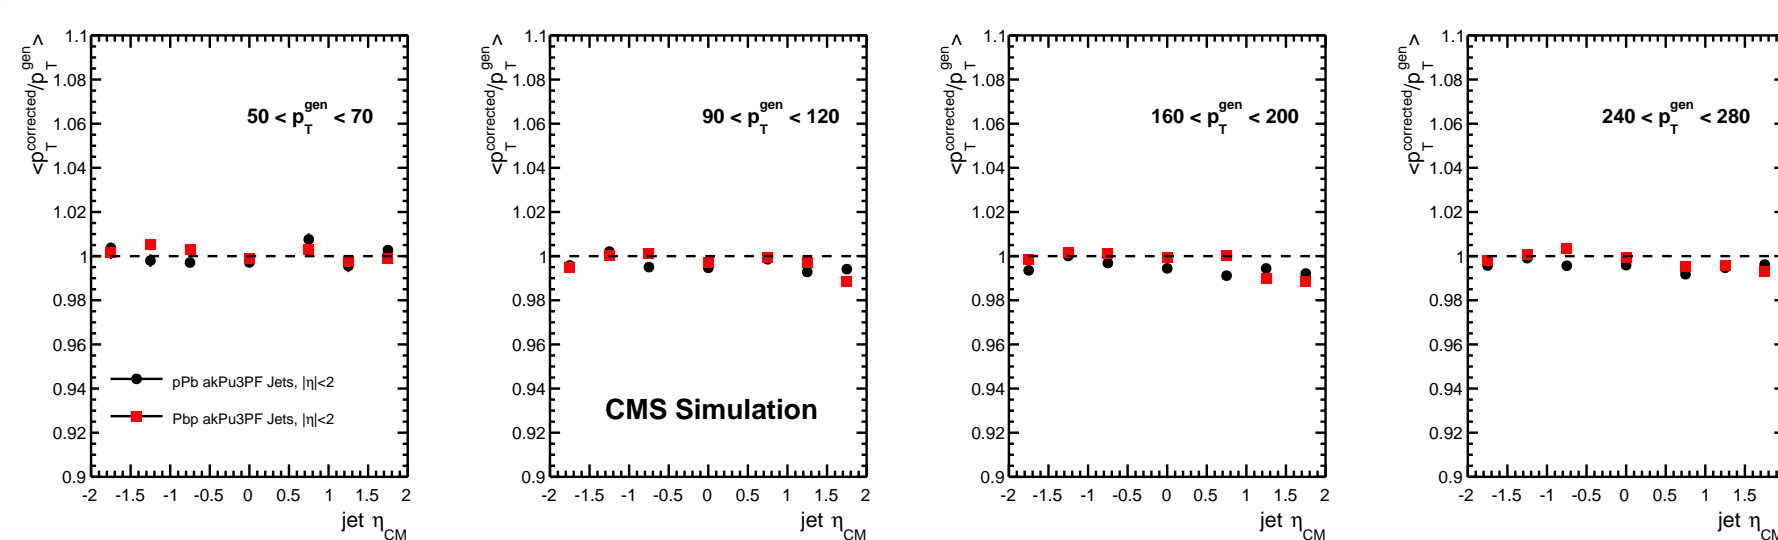 <p_T^corrected/p_T^gen>
1.1
1.08
1.06
1.04
1.02
1
0.98
0.96
0.94
0.92
0.9
50 < p_T^gen < 70
pPb akPu3PF Jets, |η|<2
Pbp akPu3PF Jets, |η|<2
-2 -1.5 -1 -0.5 0 0.5 1 1.5 2
jet η_CM
<p_T^corrected/p_T^gen>
1.1
1.08
1.06
1.04
1.02
1
0.98
0.96
0.94
0.92
0.9
90 < p_T^gen < 120
CMS Simulation
-2 -1.5 -1 -0.5 0 0.5 1 1.5 2
jet η_CM
<p_T^corrected/p_T^gen>
1.1
1.08
1.06
1.04
1.02
1
0.98
0.96
0.94
0.92
0.9
160 < p_T^gen < 200
-2 -1.5 -1 -0.5 0 0.5 1 1.5 2
jet η_CM
<p_T^corrected/p_T^gen>
1.1
1.08
1.06
1.04
1.02
1
0.98
0.96
0.94
0.92
0.9
240 < p_T^gen < 280
-2 -1.5 -1 -0.5 0 0.5 1 1.5
jet η_CM